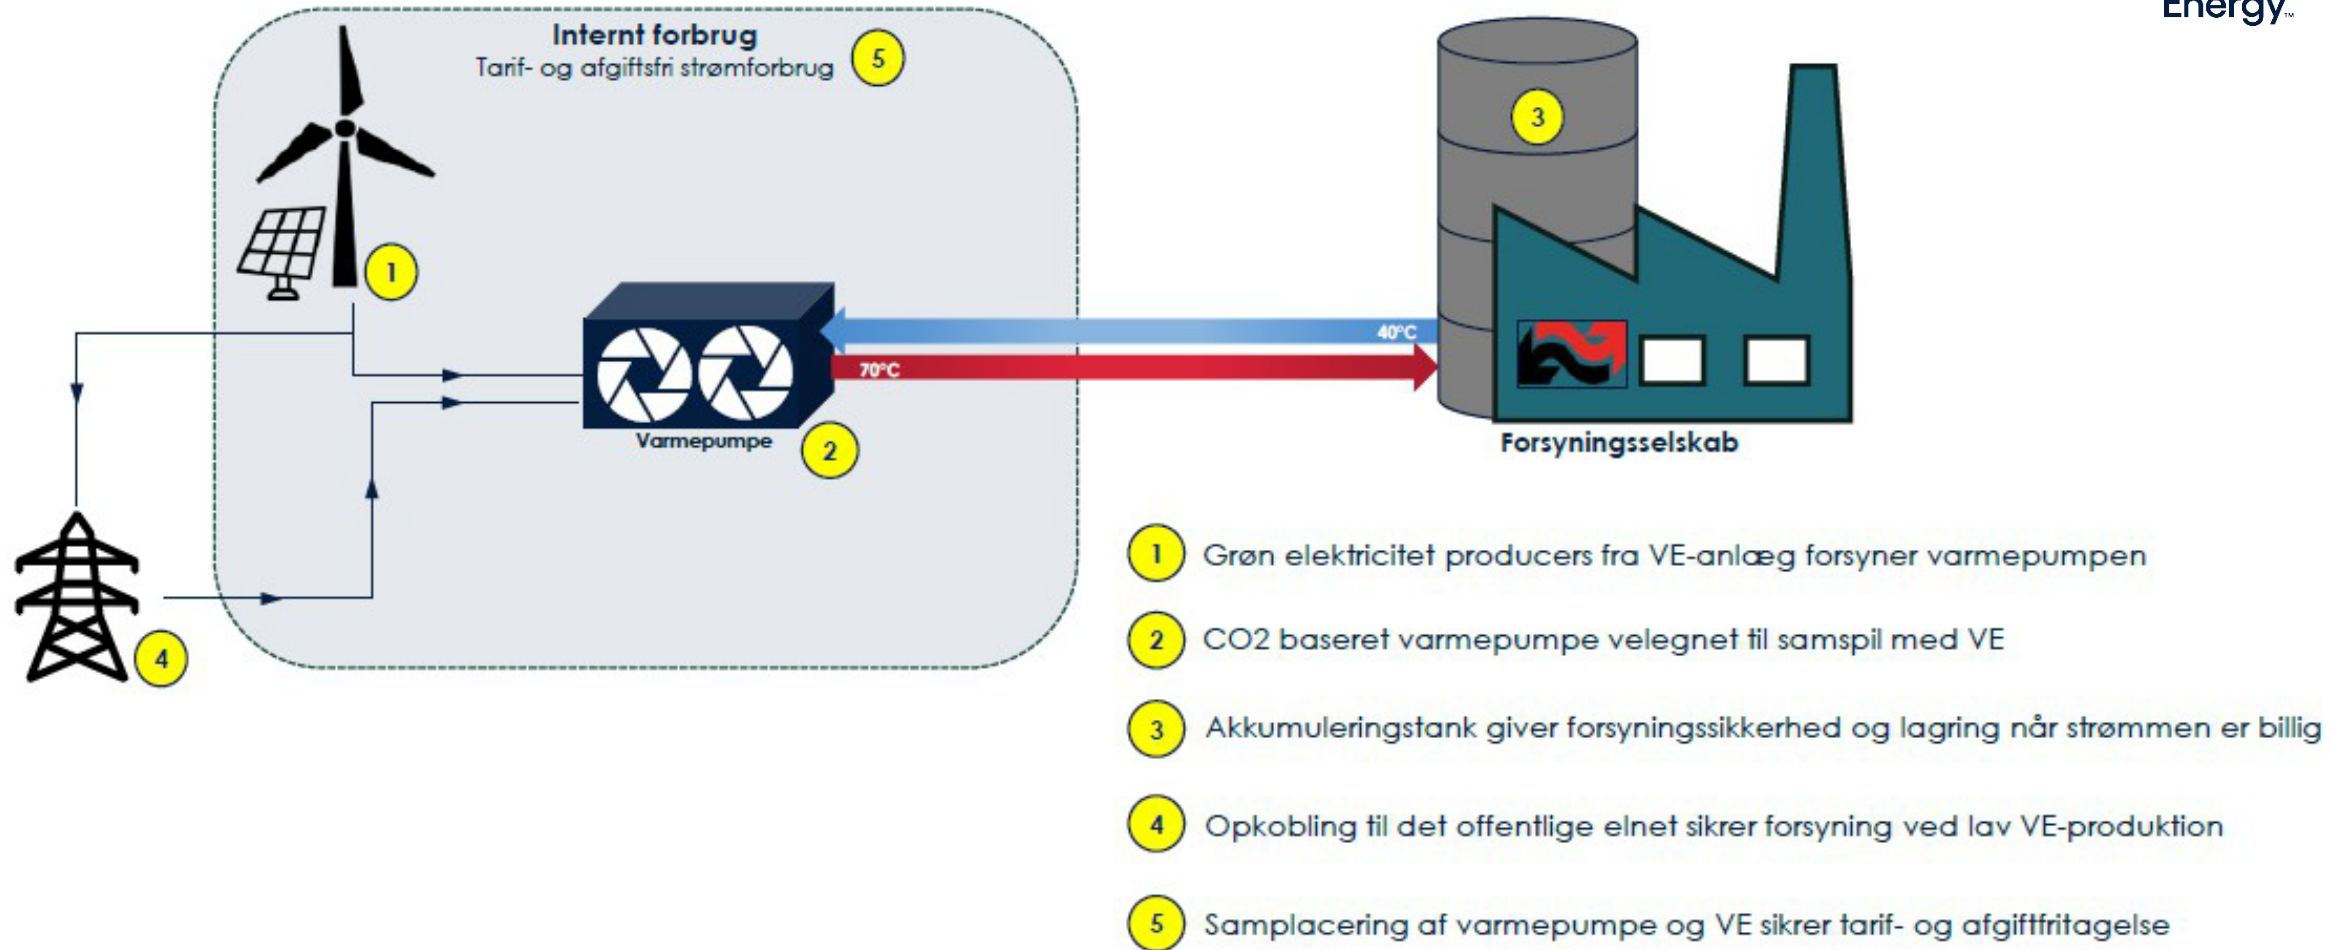 Energy™
Internt forbrug
Tarif- og afgiftsfri strømforbrug
5
3
1
40°C
70°C
Varmepumpe
2
Forsyningsselskab
4
1 Grøn elektricitet producers fra VE-anlæg forsyner varmepumpen
2 CO2 baseret varmepumpe velegnet til samspil med VE
3 Akkumuleringstank giver forsyningssikkerhed og lagring når strømmen er billig
4 Opkobling til det offentlige elnet sikrer forsyning ved lav VE-produktion
5 Samplacering af varmepumpe og VE sikrer tarif- og afgiftfritagelse